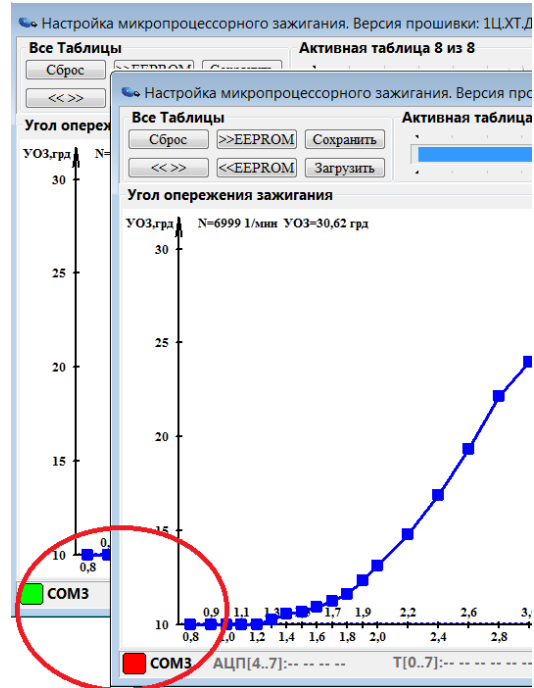 Настройка микропроцессорного зажигания. Версия прошивки: 1Ц.ХТ.Д
Все Таблицы Активная таблица 8 из 8
Сброс >>EEPROM Сохранить
<< >>
Угол опереж
УОЗ,грд N=
30
25
20
15
10
0,8 0,
COM3
Настройка микропроцессорного зажигания. Версия про
Все Таблицы Активная таблица
Сброс >>EEPROM Сохранить
<< >> <<EEPROM Загрузить
Угол опережения зажигания
УОЗ,грд N=6999 1/мин УОЗ=30,62 грд
30
25
20
15
10
0,9 1,1 1,3 1,5 1,7 1,9 2,2 2,6 3,
0,8 1,0 1,2 1,4 1,6 1,8 2,0 2,4 2,8
COM3 АЦП[4..7]:-- -- -- -- T[0..7]:-- -- -- -- --